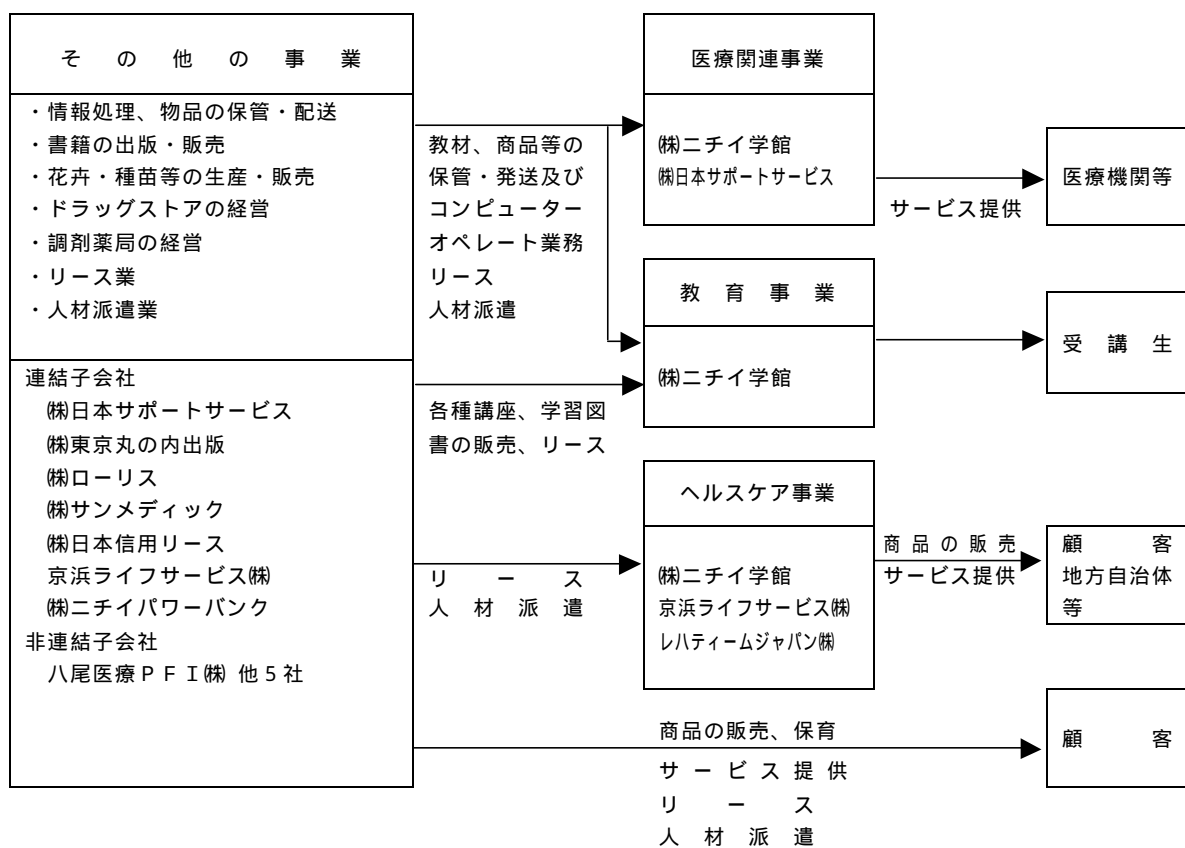 その他の事業
・情報処理、物品の保管・配送
・書籍の出版・販売
・花卉・種苗等の生産・販売
・ドラッグストアの経営
・調剤薬局の経営
・リース業
・人材派遣業
連結子会社
㈱日本サポートサービス
㈱東京丸の内出版
㈱ローリス
㈱サンメディック
㈱日本信用リース
京浜ライフサービス㈱
㈱ニチイパワーバンク
非連結子会社
八尾医療ＰＦＩ㈱ 他５社
教材、商品等の
保管・発送及び
コンピューター
オペレート業務
リース
人材派遣
各種講座、学習図
書の販売、リース
リース
人材派遣
医療関連事業
㈱ニチイ学館
㈱日本サポートサービス
サービス提供
医療機関等
教育事業
㈱ニチイ学館
受講生
ヘルスケア事業
㈱ニチイ学館
京浜ライフサービス㈱
レハティームジャパン㈱
商品の販売
サービス提供
顧客
地方自治体
等
商品の販売、保育
サービス提供
リース
人材派遣
顧客